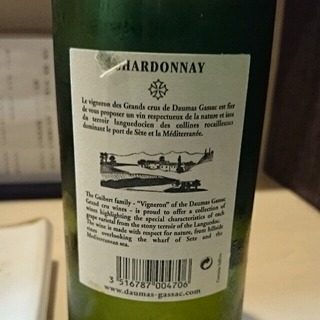 CHARDONNAY
Le vigneron des Grands crus de Daumas Gassac est fier
de vous proposer un vin respectueux de la nature et issu
du terroir languedocien des collines rocailleuses
dominant le port de Sète et la Méditerranée.
The Guibert family - "Vigneron" of the Daumas Gassac
Grand cru wines - is proud to offer a collection of
wines highlighting the special characteristics of each
grape varietal from the stony terroir of the Languedoc.
The wine is made with respect for nature, from hillside
vines overlooking the wharf of Sete and the
Mediterranean sea.
3 516787 004706
www.daumas-gassac.com